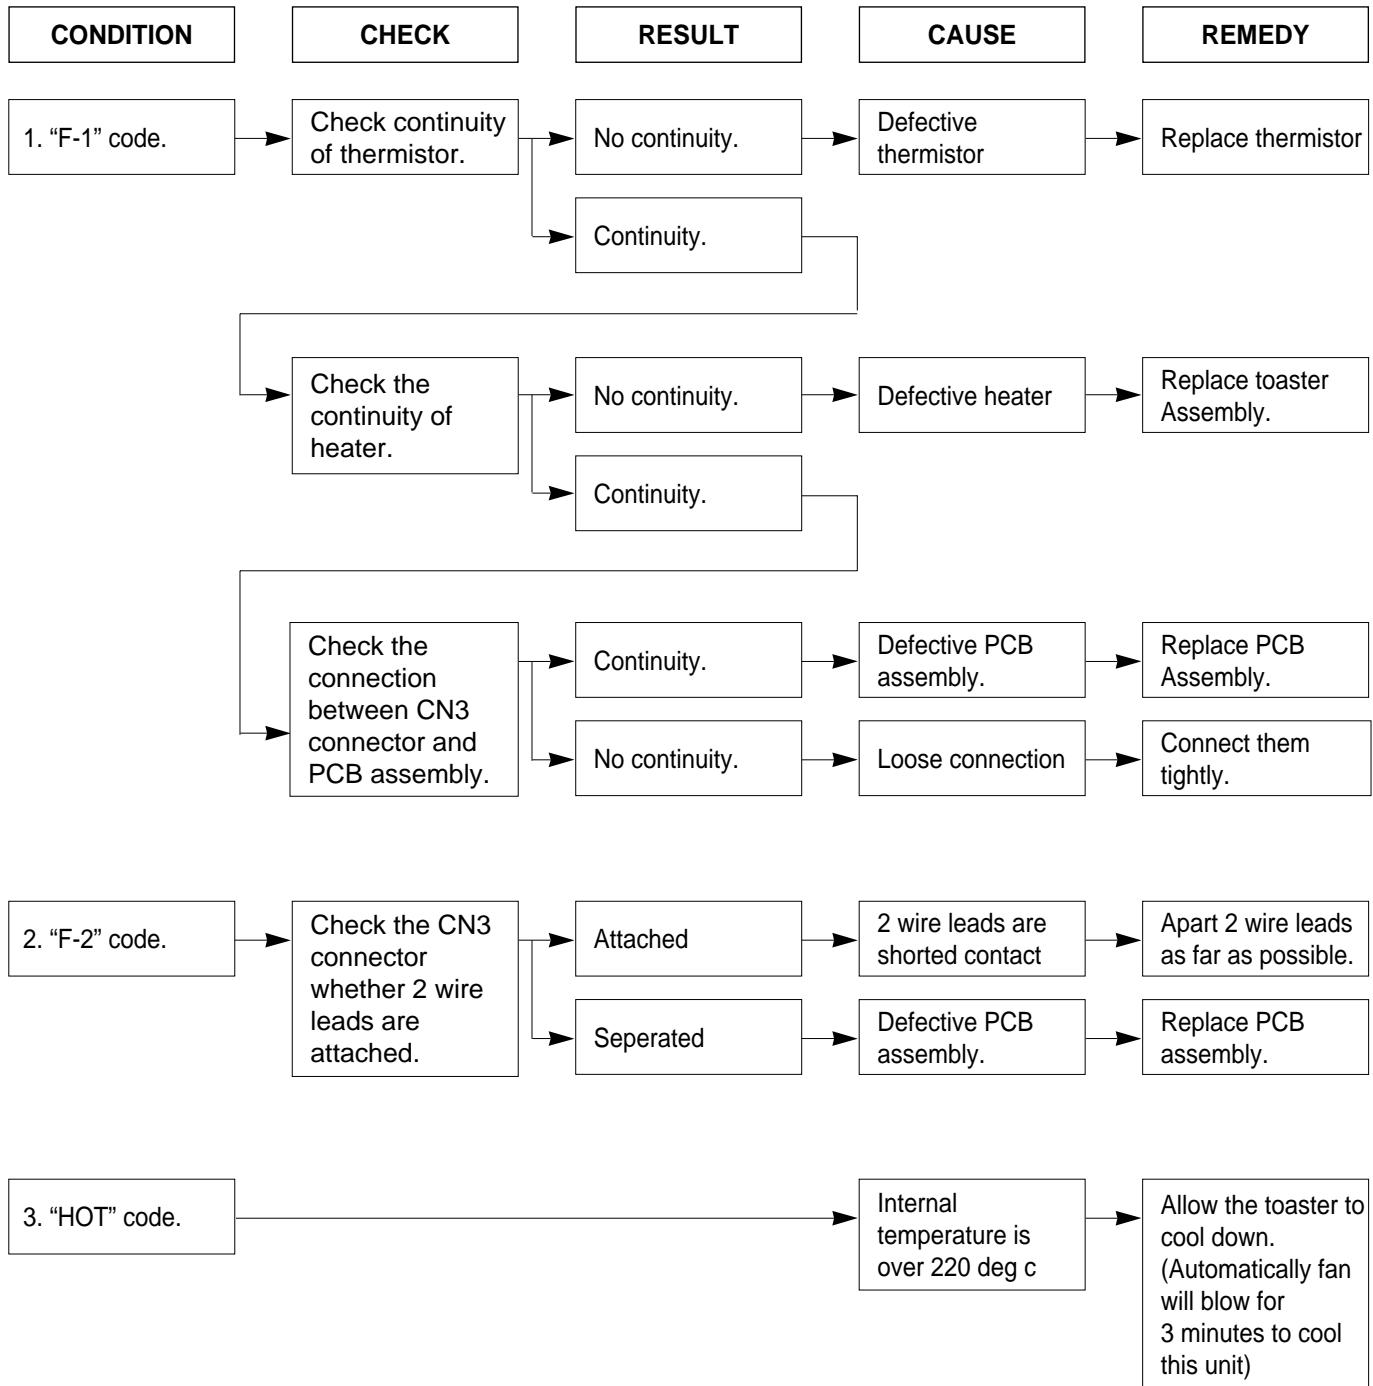 CONDITION
CHECK
RESULT
CAUSE
REMEDY
1. “F-1” code.
Check continuity
of thermistor.
No continuity.
Defective
thermistor
Replace thermistor
Continuity.
Check the
continuity of
heater.
No continuity.
Defective heater
Replace toaster
Assembly.
Continuity.
Check the
connection
between CN3
connector and
PCB assembly.
Continuity.
Defective PCB
assembly.
Replace PCB
Assembly.
No continuity.
Loose connection
Connect them
tightly.
2. “F-2” code.
Check the CN3
connector
whether 2 wire
leads are
attached.
Attached
2 wire leads are
shorted contact
Apart 2 wire leads
as far as possible.
Seperated
Defective PCB
assembly.
Replace PCB
assembly.
3. “HOT” code.
Internal
temperature is
over 220 deg c
Allow the toaster to
cool down.
(Automatically fan
will blow for
3 minutes to cool
this unit)